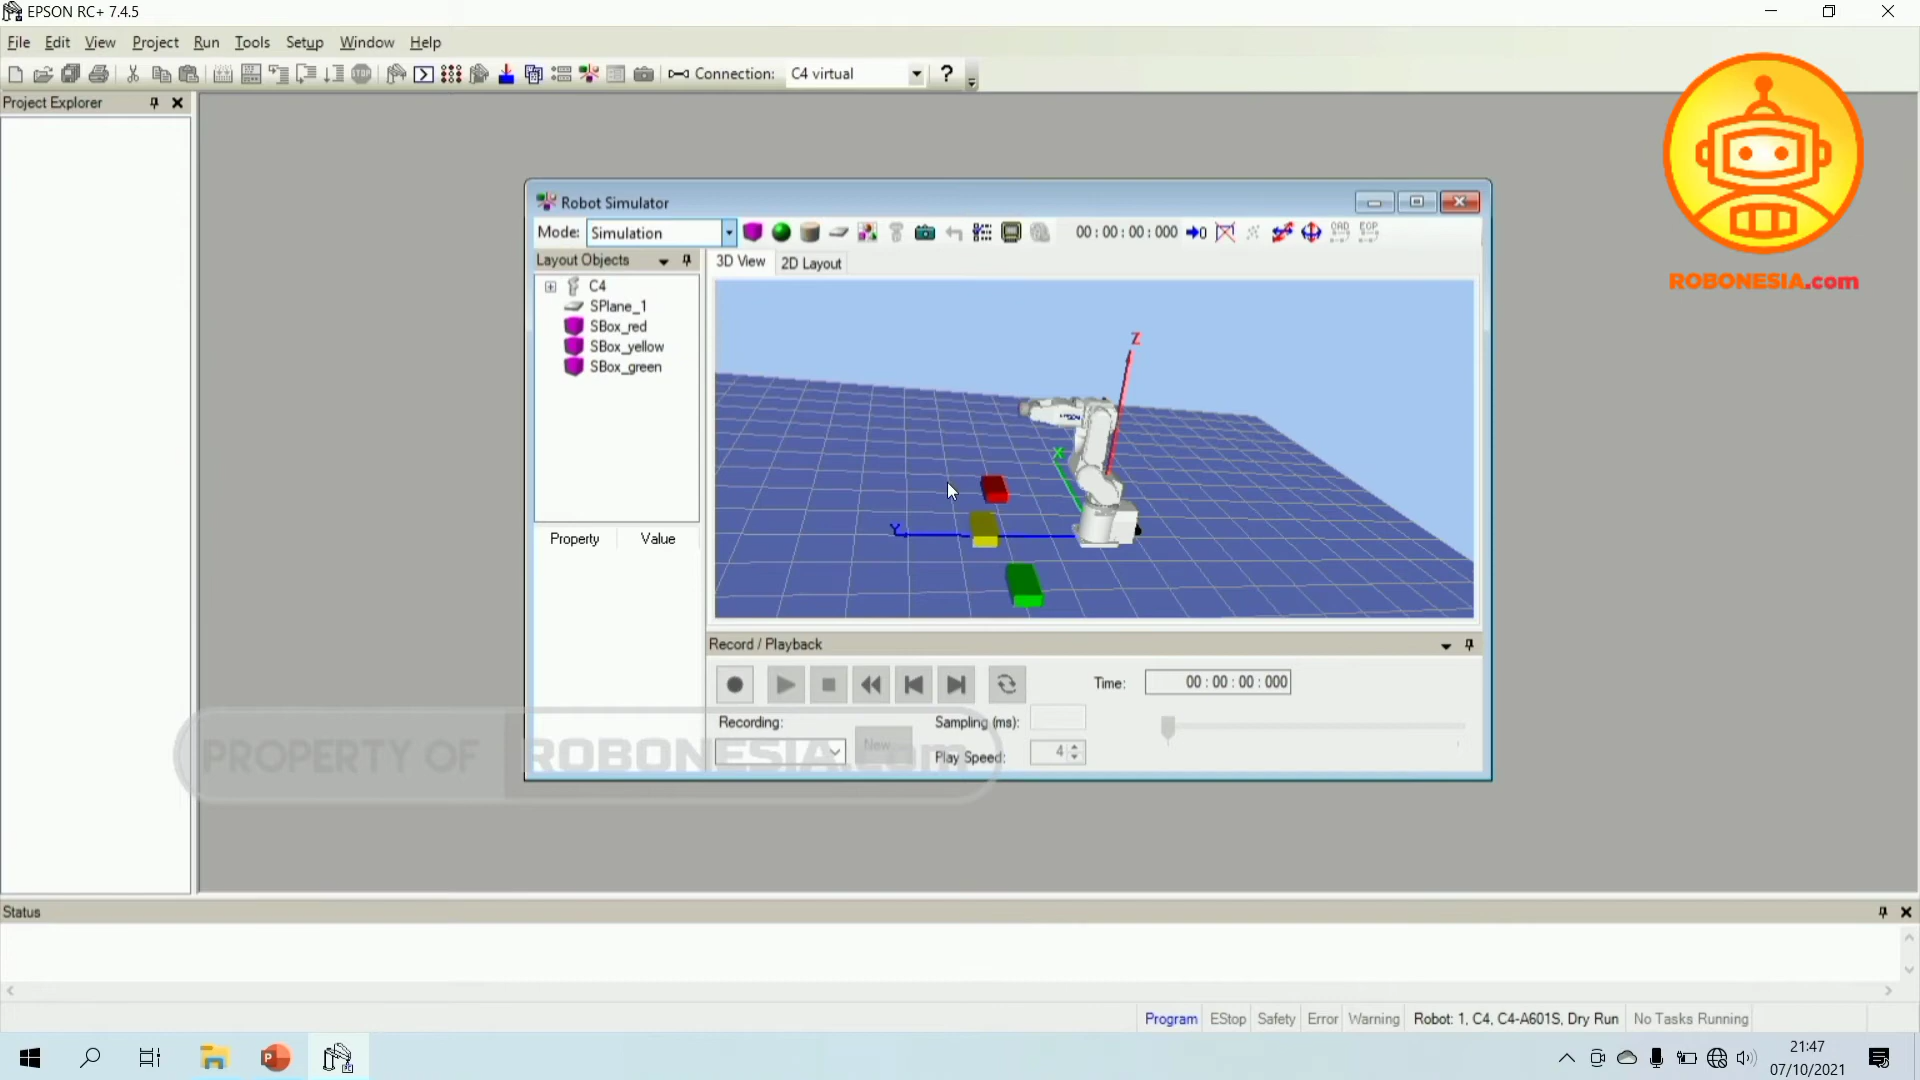 EPSON RC+ 7.4.5
File Edit View Project Run Tools Setup Window Help
Connection: C4 virtual
Project Explorer
ROBONESIA.com
Robot Simulator
Mode: Simulation 00 : 00 : 00 : 000
Layout Objects
3D View 2D Layout
C4
SPlane_1
SBox_red
SBox_yellow
SBox_green
Z
X
Y
EPSON
Property Value
Record / Playback
Time: 00 : 00 : 00 : 000
Recording: Sampling (ms):
New...
Play Speed: 4
PROPERTY OF ROBONESIA.com
Status
Program EStop Safety Error Warning Robot: 1, C4, C4-A601S, Dry Run No Tasks Running
21:47
07/10/2021